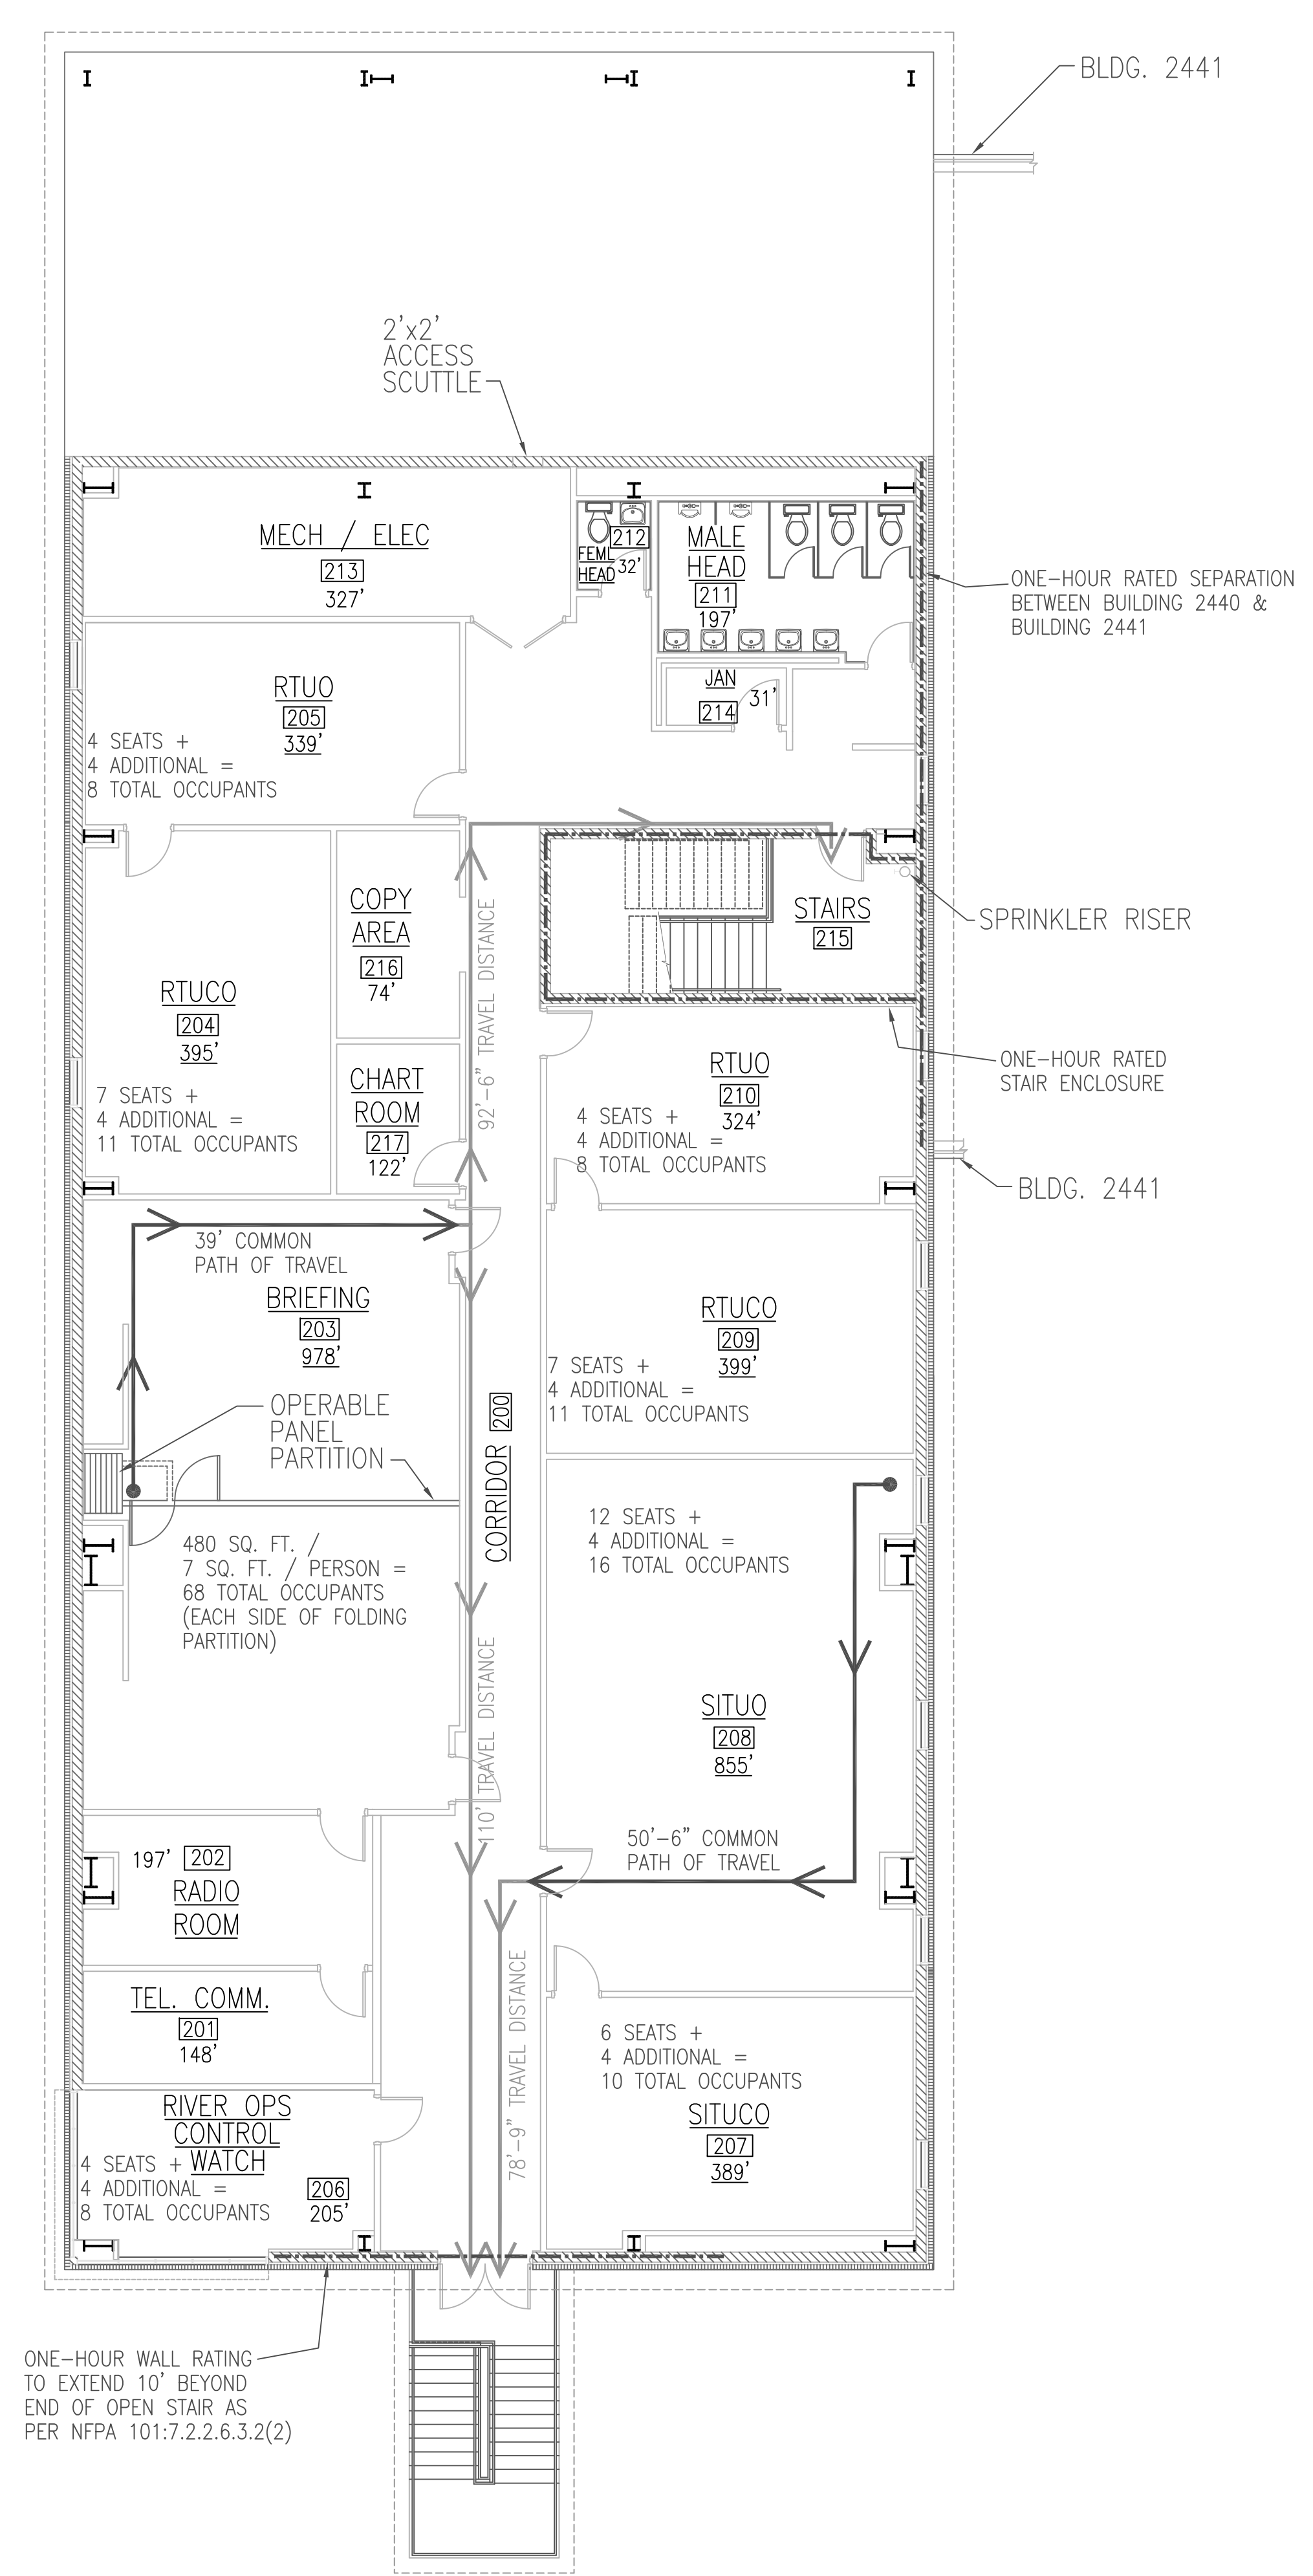 BLDG. 2441
2'x2'
ACCESS
SCUTTLE
MECH / ELEC
213
327'
FEML
HEAD
212
32'
MALE
HEAD
211
197'
ONE-HOUR RATED SEPARATION
BETWEEN BUILDING 2440 &
BUILDING 2441
JAN
31'
214
RTUO
205
339'
4 SEATS +
4 ADDITIONAL =
8 TOTAL OCCUPANTS
COPY
AREA
216
74'
92'-6" TRAVEL DISTANCE
STAIRS
215
SPRINKLER RISER
RTUCO
204
395'
7 SEATS +
4 ADDITIONAL =
11 TOTAL OCCUPANTS
CHART
ROOM
217
122'
RTUO
210
324'
4 SEATS +
4 ADDITIONAL =
8 TOTAL OCCUPANTS
ONE-HOUR RATED
STAIR ENCLOSURE
BLDG. 2441
39' COMMON
PATH OF TRAVEL
BRIEFING
203
978'
RTUCO
209
399'
7 SEATS +
4 ADDITIONAL =
11 TOTAL OCCUPANTS
OPERABLE
PANEL
PARTITION
CORRIDOR 200
480 SQ. FT. /
7 SQ. FT. / PERSON =
68 TOTAL OCCUPANTS
(EACH SIDE OF FOLDING
PARTITION)
12 SEATS +
4 ADDITIONAL =
16 TOTAL OCCUPANTS
110' TRAVEL DISTANCE
SITUO
208
855'
50'-6" COMMON
PATH OF TRAVEL
197' 202
RADIO
ROOM
TEL. COMM.
201
148'
78'-9" TRAVEL DISTANCE
6 SEATS +
4 ADDITIONAL =
10 TOTAL OCCUPANTS
SITUCO
207
389'
RIVER OPS
CONTROL
WATCH
4 SEATS +
4 ADDITIONAL =
8 TOTAL OCCUPANTS
206
205'
ONE-HOUR WALL RATING
TO EXTEND 10' BEYOND
END OF OPEN STAIR AS
PER NFPA 101:7.2.2.6.3.2(2)